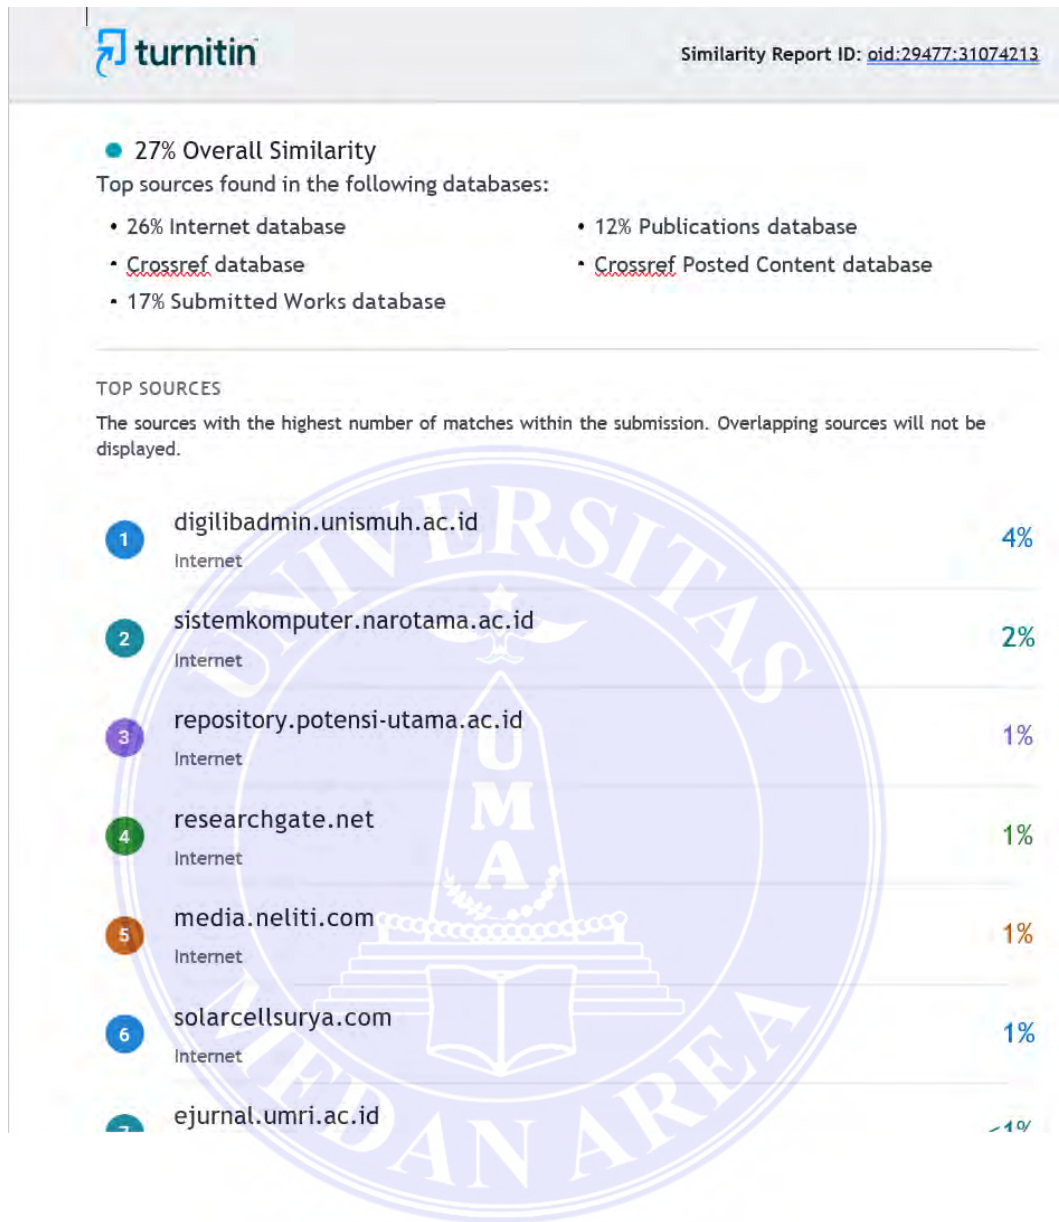 turnitin
Similarity Report ID: oid:29477:31074213
27% Overall Similarity
Top sources found in the following databases:
• 26% Internet database
• 12% Publications database
• Crossref database
• Crossref Posted Content database
• 17% Submitted Works database
TOP SOURCES
The sources with the highest number of matches within the submission. Overlapping sources will not be
displayed.
1
digilibadmin.unismuh.ac.id
4%
Internet
2
sistemkomputer.narotama.ac.id
2%
Internet
3
repository.potensi-utama.ac.id
1%
Internet
4
researchgate.net
1%
Internet
5
media.neliti.com
1%
Internet
6
solarcellsurya.com
1%
Internet
7
ejurnal.umri.ac.id
<1%
UNIVERSITAS
MEDAN AREA
UMA